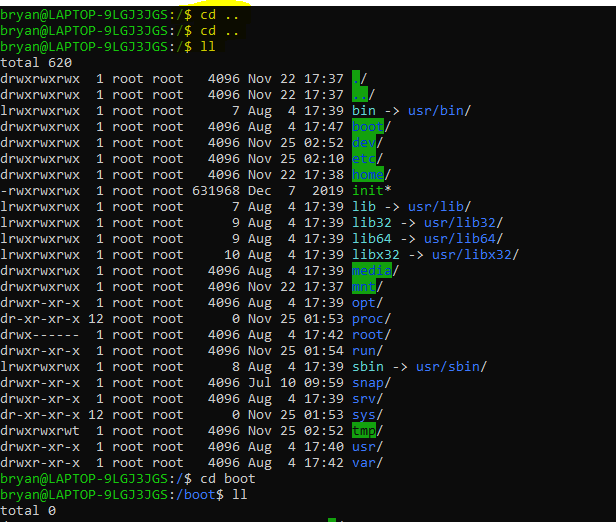 bryan@LAPTOP-9LGJ3JGS:/$ cd ..
bryan@LAPTOP-9LGJ3JGS:/$ cd ..
bryan@LAPTOP-9LGJ3JGS:/$ ll
total 620
drwxrwxrwx  1 root root   4096 Nov 22 17:37 ./
drwxrwxrwx  1 root root   4096 Nov 22 17:37 ../
lrwxrwxrwx  1 root root      7 Aug  4 17:39 bin -> usr/bin/
drwxrwxrwx  1 root root   4096 Aug  4 17:47 boot/
drwxrwxrwx  1 root root   4096 Nov 25 02:52 dev/
drwxrwxrwx  1 root root   4096 Nov 25 02:10 etc/
drwxrwxrwx  1 root root   4096 Nov 22 17:38 home/
-rwxrwxrwx  1 root root 631968 Dec  7  2019 init*
lrwxrwxrwx  1 root root      7 Aug  4 17:39 lib -> usr/lib/
lrwxrwxrwx  1 root root      9 Aug  4 17:39 lib32 -> usr/lib32/
lrwxrwxrwx  1 root root      9 Aug  4 17:39 lib64 -> usr/lib64/
lrwxrwxrwx  1 root root     10 Aug  4 17:39 libx32 -> usr/libx32/
drwxrwxrwx  1 root root   4096 Aug  4 17:39 media/
drwxrwxrwx  1 root root   4096 Nov 22 17:37 mnt/
drwxr-xr-x  1 root root   4096 Aug  4 17:39 opt/
dr-xr-xr-x 12 root root      0 Nov 25 01:53 proc/
drwx------  1 root root   4096 Aug  4 17:42 root/
drwxr-xr-x  1 root root   4096 Nov 25 01:54 run/
lrwxrwxrwx  1 root root      8 Aug  4 17:39 sbin -> usr/sbin/
drwxr-xr-x  1 root root   4096 Jul 10 09:59 snap/
drwxr-xr-x  1 root root   4096 Aug  4 17:39 srv/
dr-xr-xr-x 12 root root      0 Nov 25 01:53 sys/
drwxrwxrwt  1 root root   4096 Nov 25 02:52 tmp/
drwxr-xr-x  1 root root   4096 Aug  4 17:40 usr/
drwxr-xr-x  1 root root   4096 Aug  4 17:42 var/
bryan@LAPTOP-9LGJ3JGS:/$ cd boot
bryan@LAPTOP-9LGJ3JGS:/boot$ ll
total 0